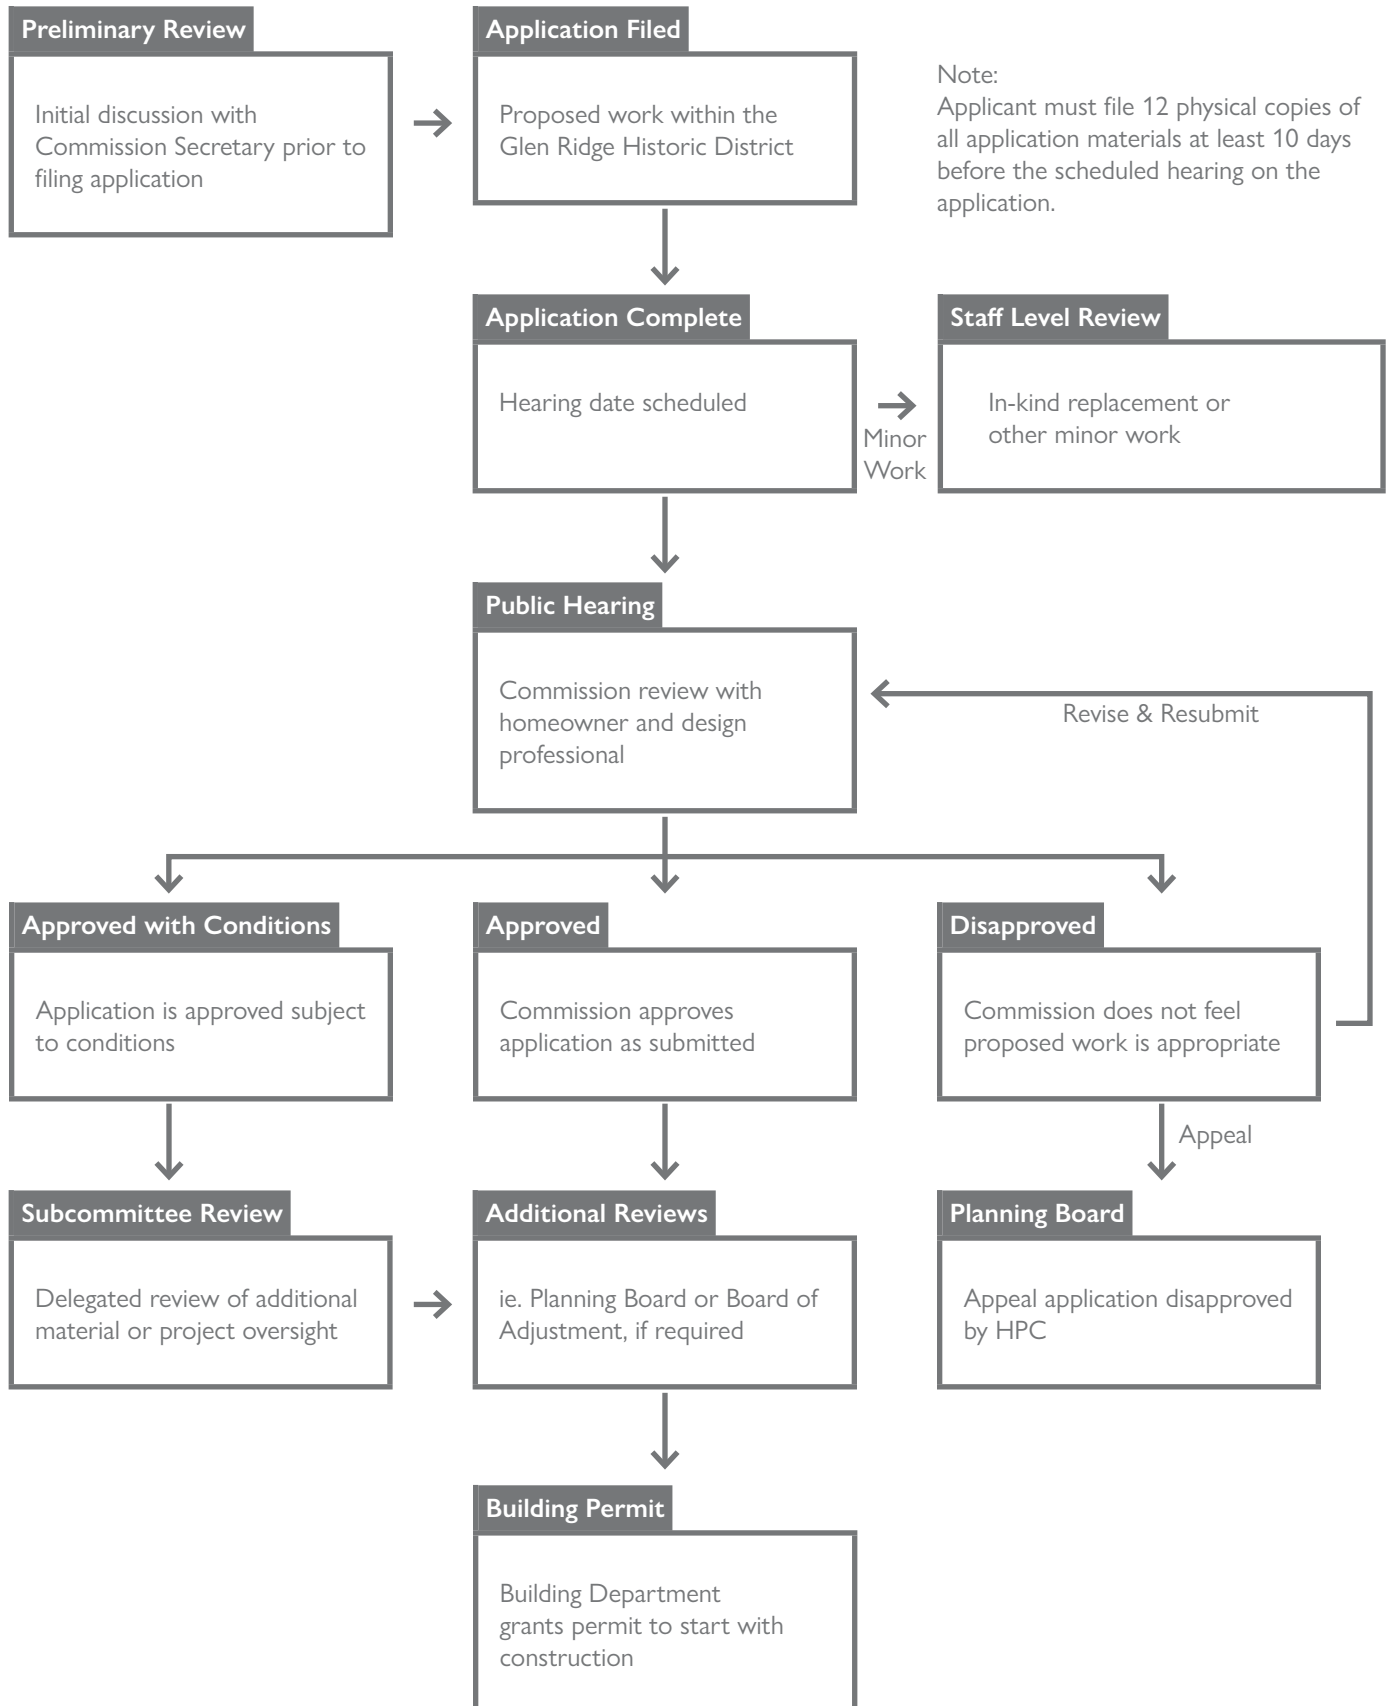 Preliminary Review
Initial discussion with
Commission Secretary prior to
filing application
Application Filed
Proposed work within the
Glen Ridge Historic District
Note:
Applicant must file 12 physical copies of
all application materials at least 10 days
before the scheduled hearing on the
application.
Application Complete
Hearing date scheduled
Minor
Work
Staff Level Review
In-kind replacement or
other minor work
Public Hearing
Commission review with
homeowner and design
professional
Revise & Resubmit
Approved with Conditions
Application is approved subject
to conditions
Approved
Commission approves
application as submitted
Disapproved
Commission does not feel
proposed work is appropriate
Appeal
Subcommittee Review
Delegated review of additional
material or project oversight
Additional Reviews
ie. Planning Board or Board of
Adjustment, if required
Planning Board
Appeal application disapproved
by HPC
Building Permit
Building Department
grants permit to start with
construction